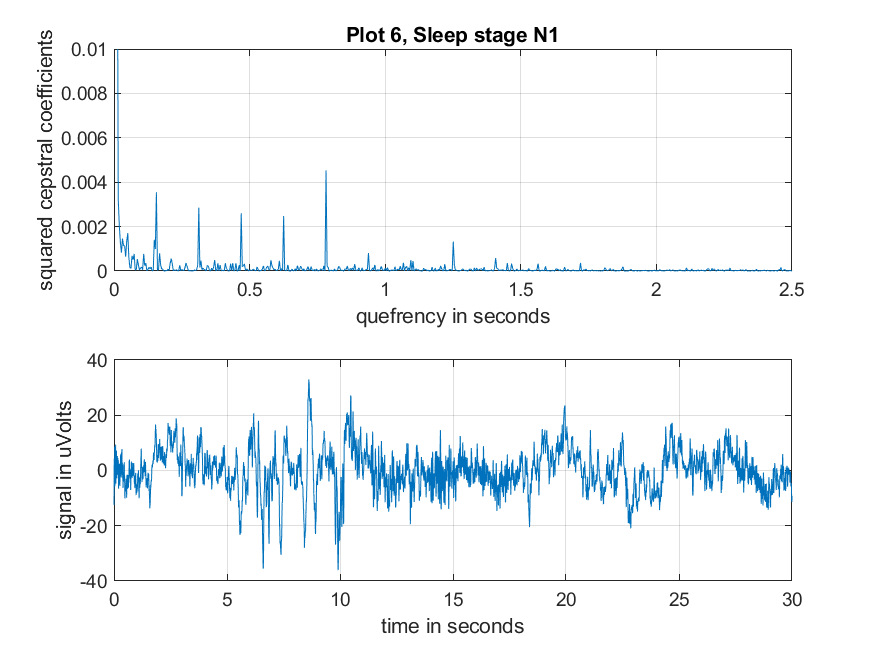 Plot 6, Sleep stage N1
squared cepstral coefficients
0.01
0.008
0.006
0.004
0.002
0
0 0.5 1 1.5 2 2.5
quefrency in seconds
signal in uVolts
40
20
0
-20
-40
0 5 10 15 20 25 30
time in seconds